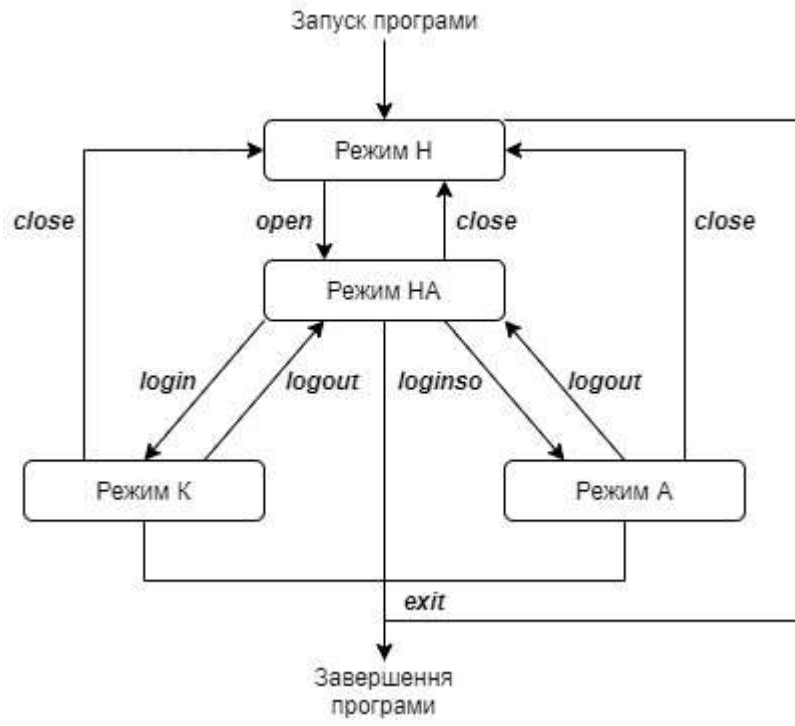 Запуск програми
Режим Н
close
open
close
close
Режим НА
login
logout
loginso
logout
Режим К
Режим А
exit
Завершення
програми